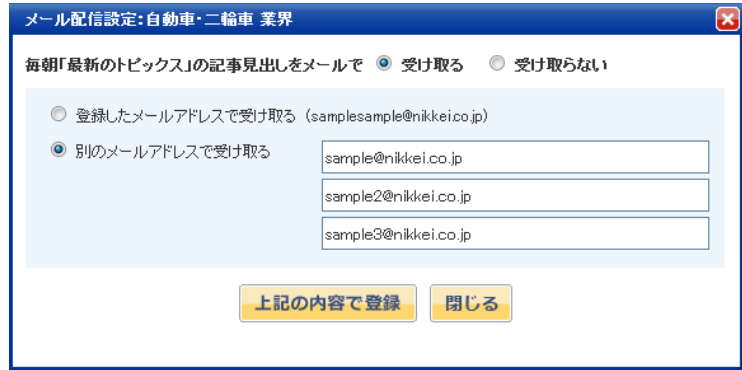 メール配信設定：自動車・二輪車 業界
毎朝「最新のトピックス」の記事見出しをメールで 受け取る 受け取らない
登録したメールアドレスで受け取る (samplesample@nikkei.co.jp)
別のメールアドレスで受け取る sample@nikkei.co.jp
sample2@nikkei.co.jp
sample3@nikkei.co.jp
上記の内容で登録 閉じる